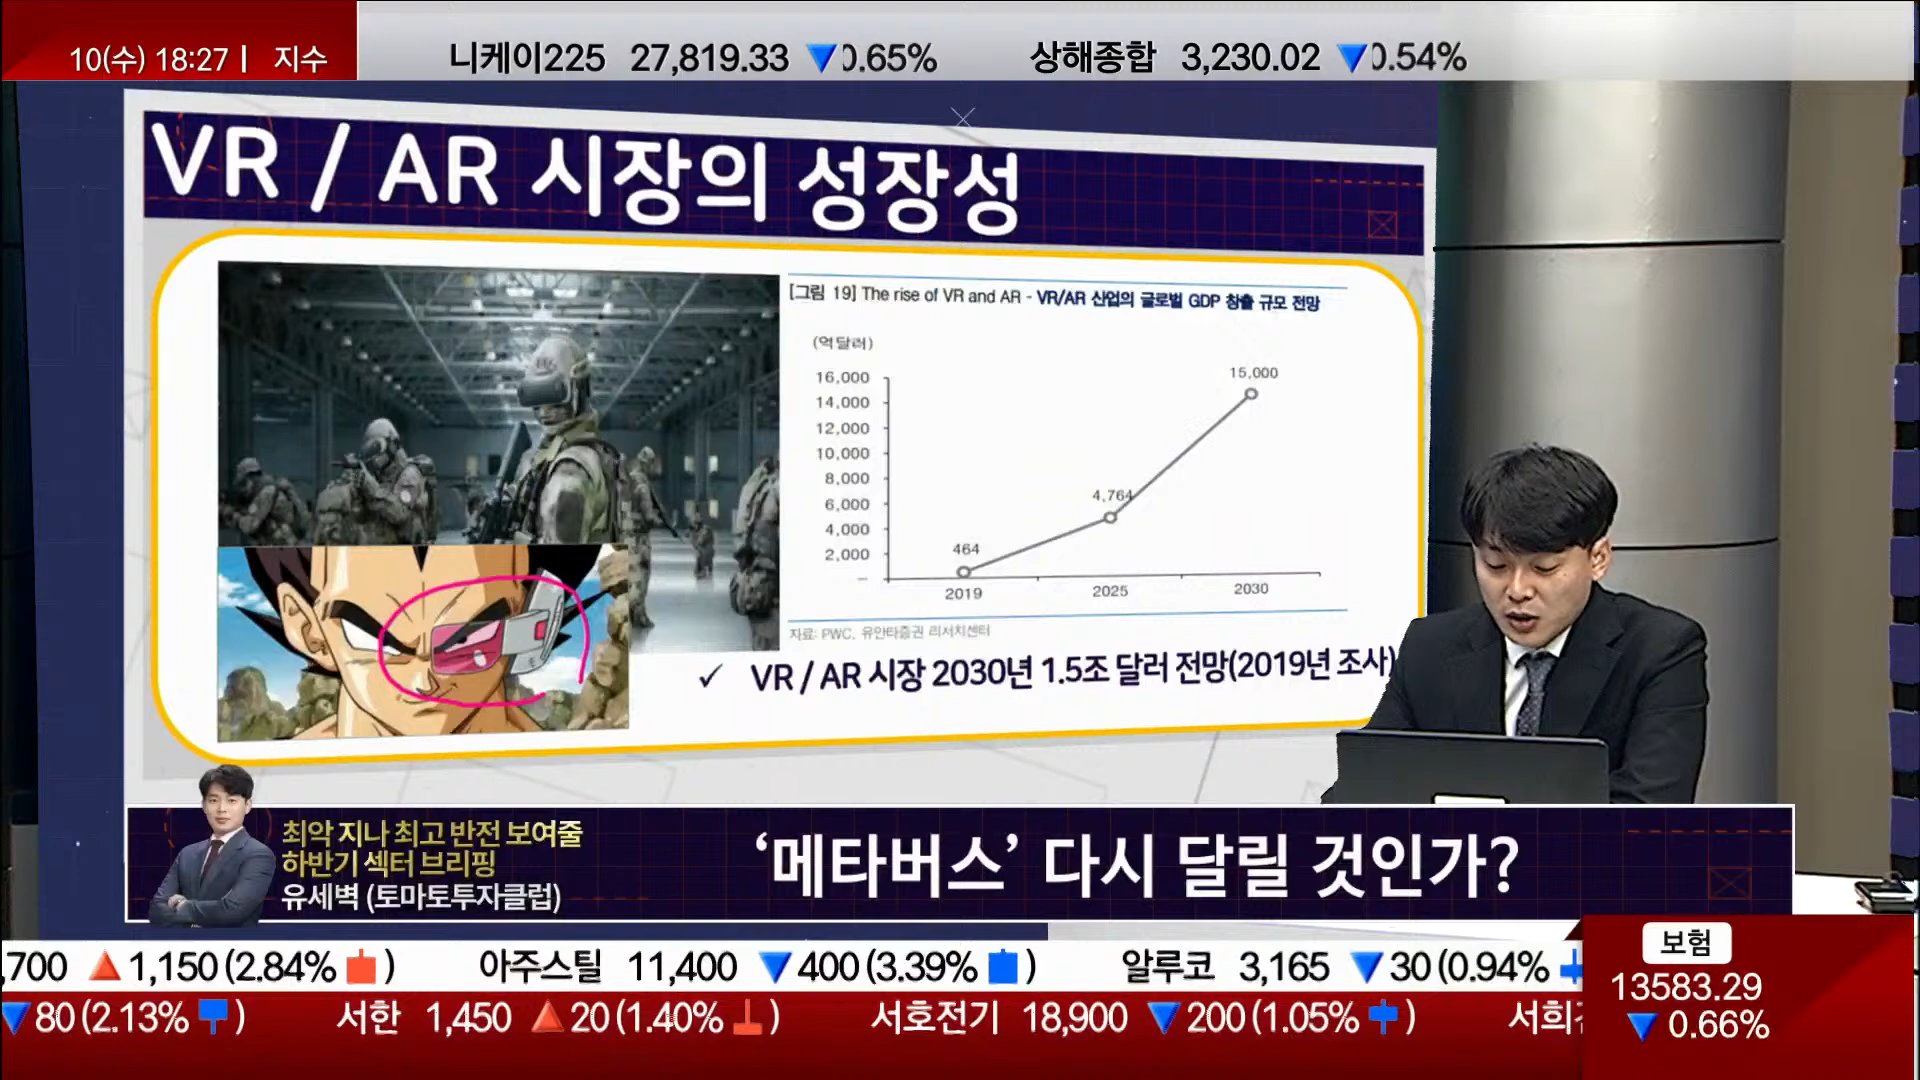 10(수) 18:27 | 지수
니케이225 27,819.33 ▼0.65% 상해종합 3,230.02 ▼0.54%
VR / AR 시장의 성장성
[그림 19] The rise of VR and AR - VR/AR 산업의 글로벌 GDP 창출 규모 전망
(억달러)
16,000
14,000
12,000
10,000
8,000
6,000
4,000
2,000
–
464
4,764
15,000
2019 2025 2030
자료: PWC, 유안타증권 리서치센터
✓ VR / AR 시장 2030년 1.5조 달러 전망(2019년 조사)
최악 지나 최고 반전 보여줄
하반기 섹터 브리핑
유세벽 (토마토투자클럽)
‘메타버스’ 다시 달릴 것인가?
,700 ▲1,150(2.84% ) 아주스틸 11,400 ▼400(3.39% ) 알루코 3,165 ▼30(0.94%
▼80(2.13% ) 서한 1,450 ▲20(1.40% ) 서호전기 18,900 ▼200(1.05% ) 서희
보험
13583.29
▼ 0.66%